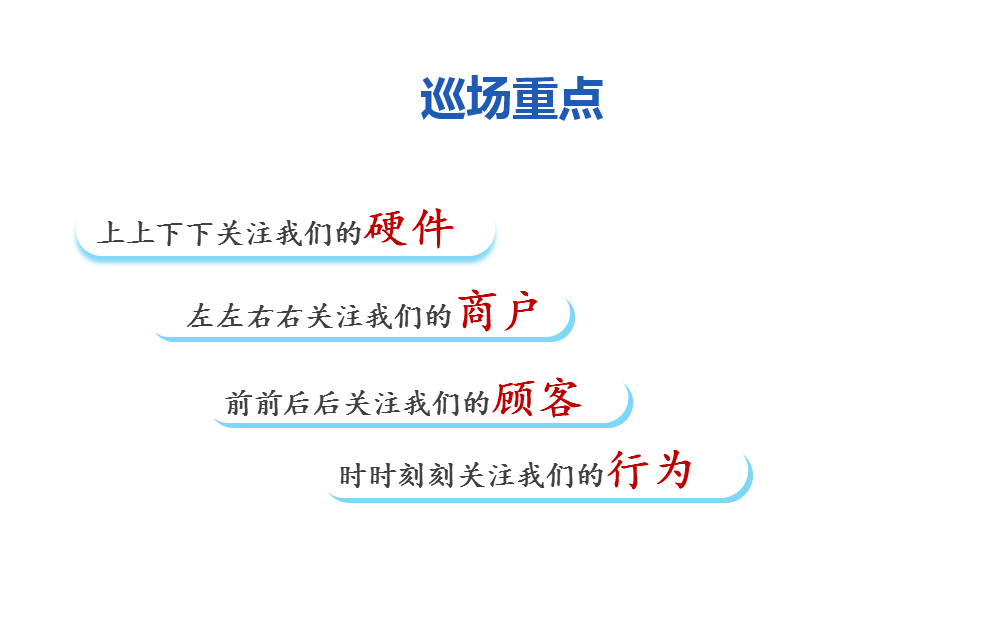 巡场重点
上上下下关注我们的硬件
左左右右关注我们的商户
前前后后关注我们的顾客
时时刻刻关注我们的行为